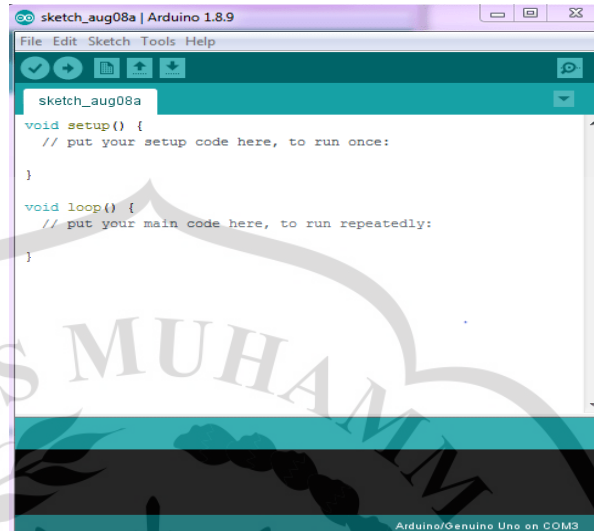 sketch_aug08a | Arduino 1.8.9
File Edit Sketch Tools Help
sketch_aug08a
void setup() {
// put your setup code here, to run once:
}
void loop() {
// put your main code here, to run repeatedly:
}
S MUHAMM
Arduino/Genuino Uno on COM3